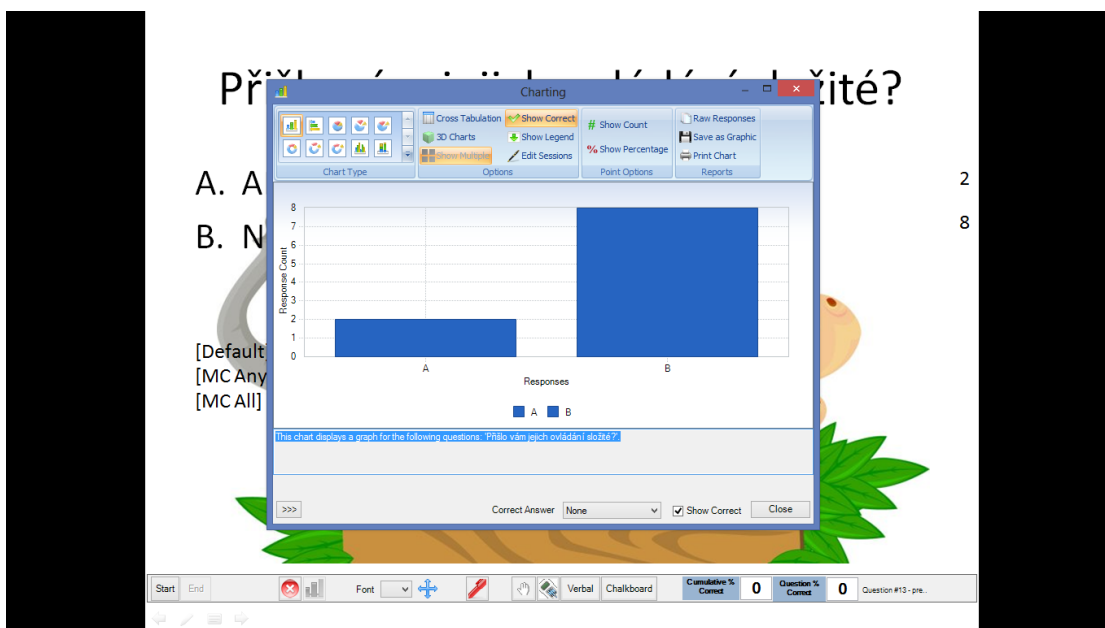 Při
žité?
Charting
Cross Tabulation
Show Correct
3D Charts
Show Legend
Show Multiple
Edit Sessions
# Show Count
% Show Percentage
Raw Responses
Save as Graphic
Print Chart
Chart Type
Options
Point Options
Reports
A. A
2
B. N
8
Response Count
8
7
6
5
4
3
2
1
0
A
B
Responses
A
B
[Default]
[MC Any
[MC All]
This chart displays a graph for the following questions: 'Přišlo vám jejich ovládání složité?'.
>>>
Correct Answer
None
Show Correct
Close
Start
End
Font
Verbal
Chalkboard
Cumulative %
Correct
0
Question %
Correct
0
Question #13 - pre..